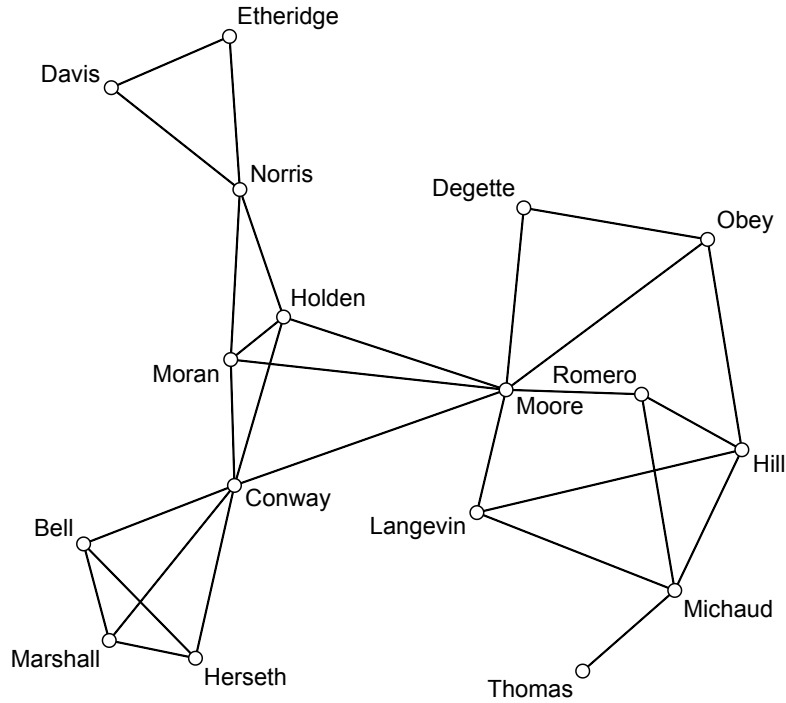 Etheridge
Davis
Norris
Degette
Obey
Holden
Moran
Romero
Moore
Hill
Conway
Langevin
Bell
Michaud
Marshall
Herseth
Thomas